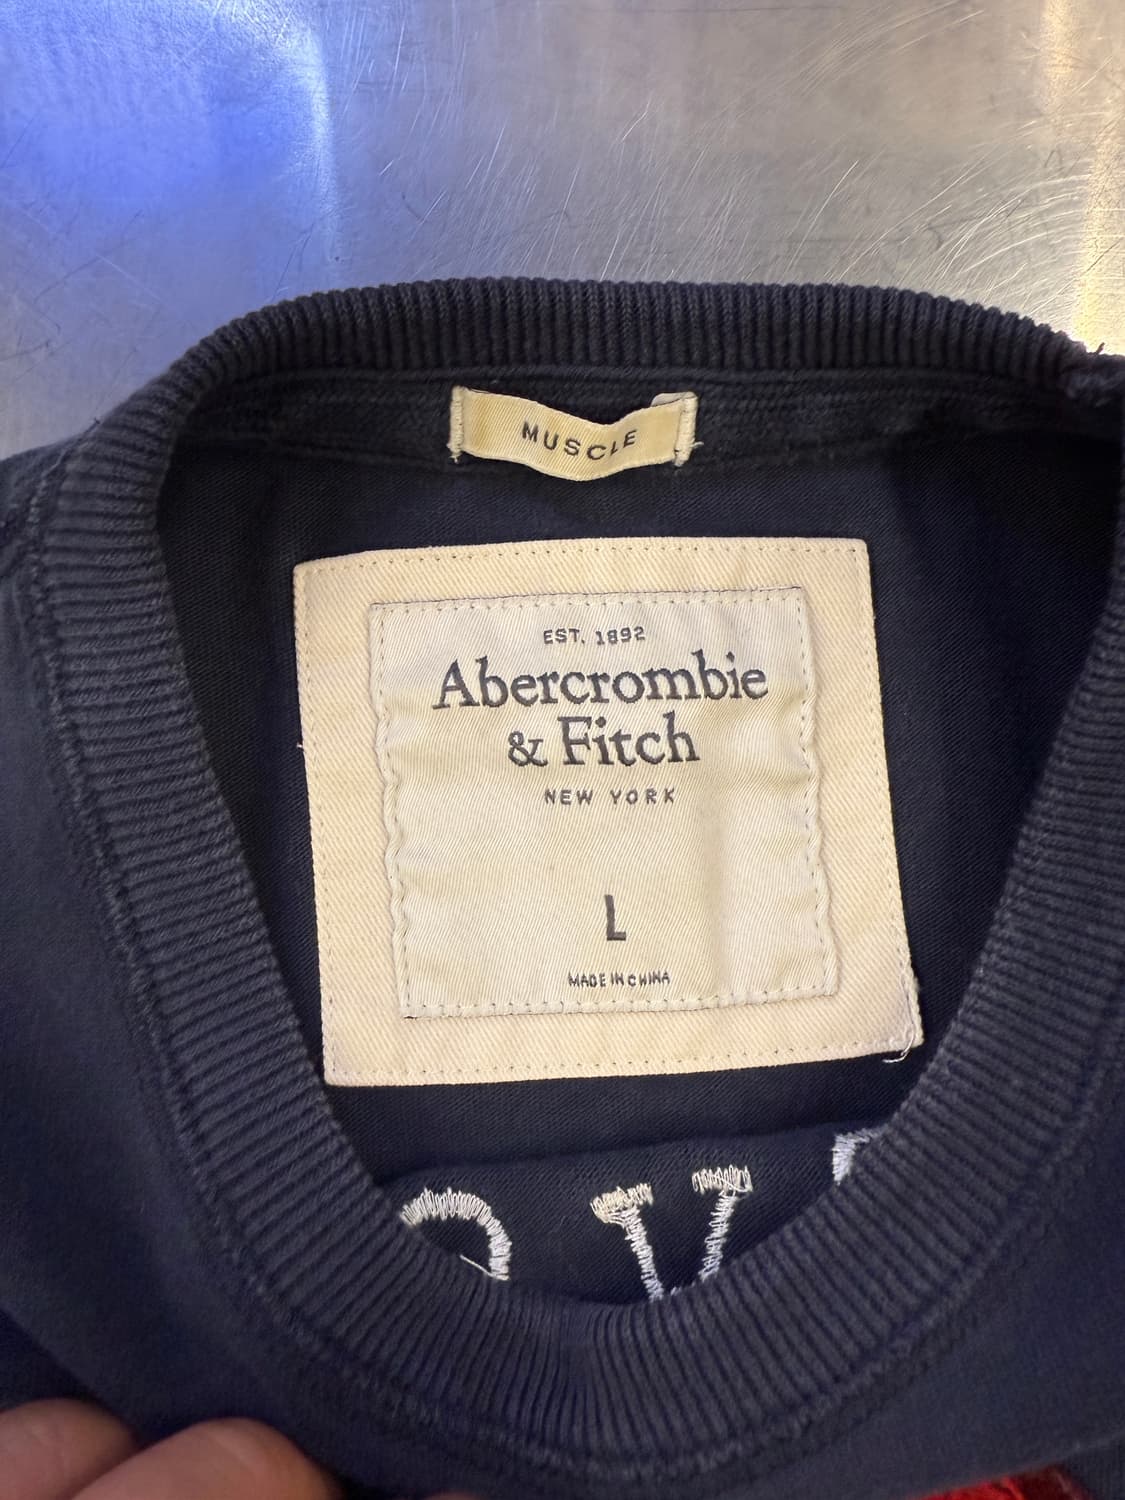 MUSCLE
EST. 1892
Abercrombie
& Fitch
NEW YORK
L
MADE IN CHINA